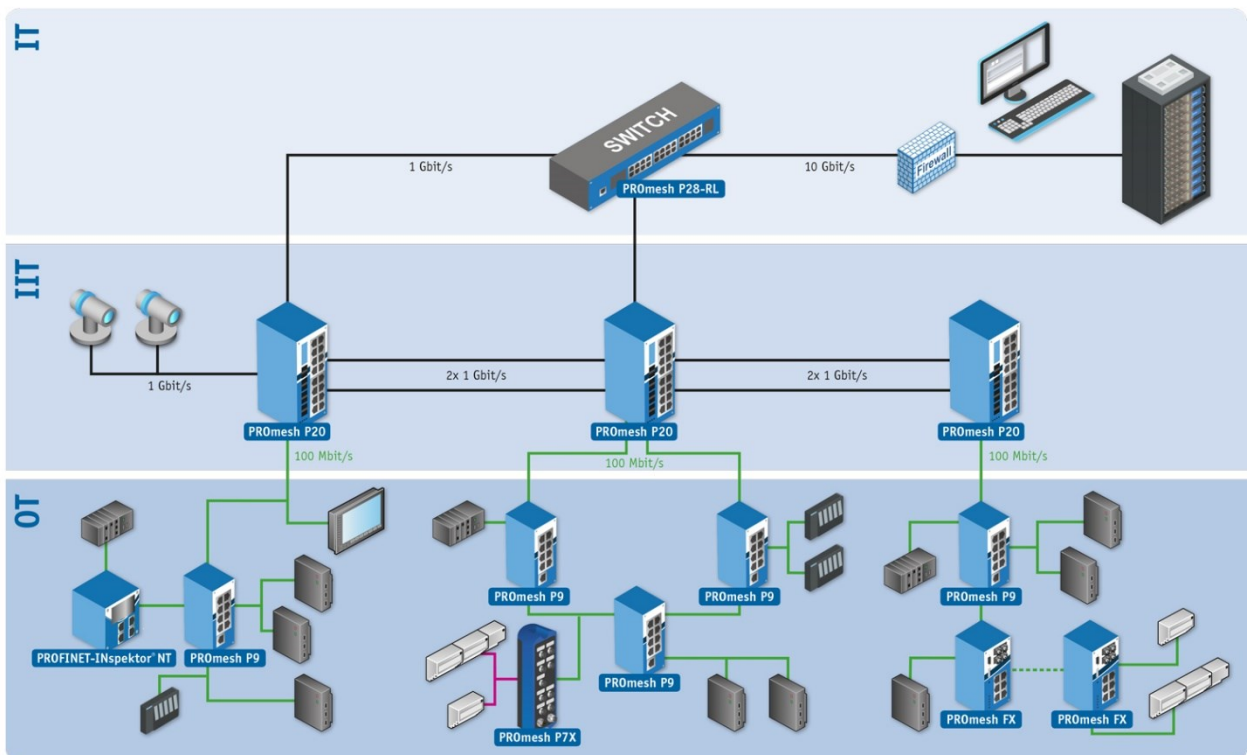 IT
SWITCH
1 Gbit/s
10 Gbit/s
Firewall
PROmesh P28-RL
IIT
1 Gbit/s
2x 1 Gbit/s
2x 1 Gbit/s
PROmesh P20
PROmesh P20
PROmesh P20
100 Mbit/s
100 Mbit/s
100 Mbit/s
OT
PROmesh P9
PROmesh P9
PROmesh P9
PROFINET-INspektor® NT
PROmesh P9
PROmesh P9
PROmesh P7X
PROmesh FX
PROmesh FX